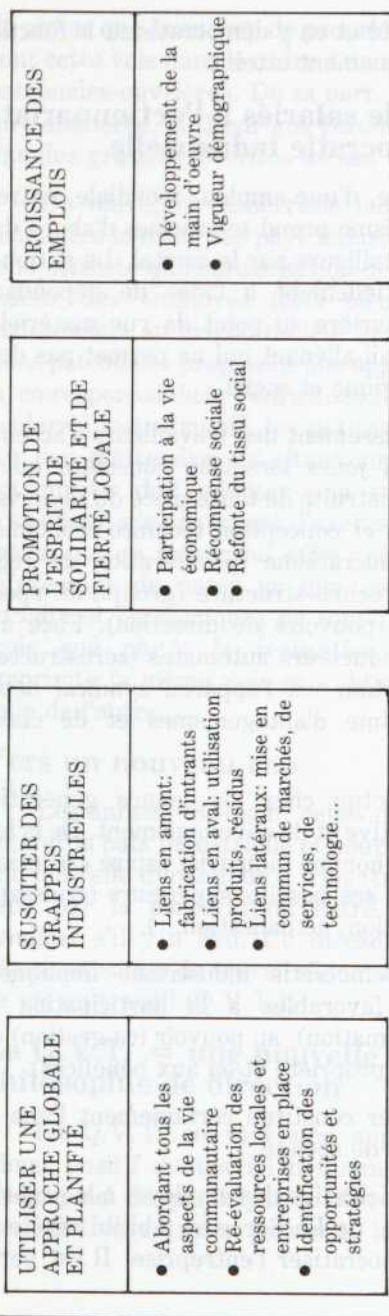 UTILISER UNE
APPROCHE GLOBALE
ET PLANIFIÉ
• Abordant tous les
aspects de la vie
communautaire
• Ré-évaluation des
ressources locales et
entreprises en place
• Identification des
opportunités et
stratégies
SUSCITER DES
GRAPPES
INDUSTRIELLES
• Liens en amont:
fabrication d'intrants
• Liens en aval: utilisation
produits, résidus
• Liens latéraux: mise en
commun de marchés, de
services, de
technologie
PROMOTION DE
L'ESPRIT DE
SOLIDARITÉ ET DE
FIERTÉ LOCALE
• Participation à la vie
économique
• Récompense sociale
• Refonte du tissu social
CROISSANCE DES
EMPLOIS
• Développement de la
main d'oeuvre
• Vigueur démographique